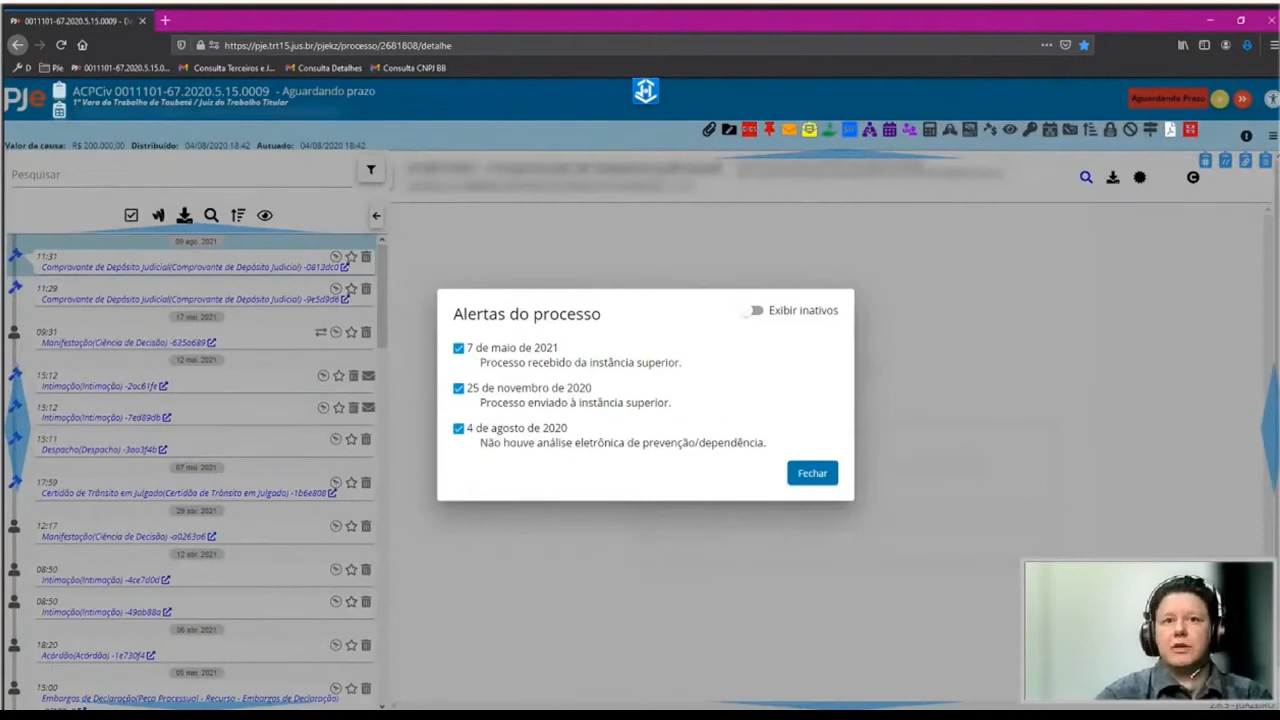 PJe 0011101-67.2020.5.15.0009 - D
https://pje.trt15.jus.br/pjekz/processo/2681808/detalhe
D
PJe
PJe 0011101-67.2020.5.15.0...
Consulta Terceiros e J...
Consulta Detalhes
Consulta CNPJ BB
PJe
ACPCiv 0011101-67.2020.5.15.0009 - Aguardando prazo
1ª Vara do Trabalho de Taubaté / Juiz do Trabalho Titular
Aguardando Prazo
Valor da causa: R$ 200.000,00 Distribuído: 04/08/2020 18:42 Autuado: 04/08/2020 18:42
Pesquisar
09 ago. 2021
11:31
Comprovante de Depósito Judicial(Comprovante de Depósito Judicial) -0813dc0
11:29
Comprovante de Depósito Judicial(Comprovante de Depósito Judicial) -9e5d9d6
17 mai. 2021
09:31
Manifestação(Ciência de Decisão) -635a689
12 mai. 2021
15:12
Intimação(Intimação) -2ac61fe
15:12
Intimação(Intimação) -7ed89db
15:11
Despacho(Despacho) -3aa3f4b
07 mai. 2021
17:59
Certidão de Trânsito em Julgado(Certidão de Trânsito em Julgado) -1b6e808
29 abr. 2021
12:17
Manifestação(Ciência de Decisão) -a0263a6
12 abr. 2021
08:50
Intimação(Intimação) -4ce7d0d
08:50
Intimação(Intimação) -49ab88a
06 abr. 2021
18:20
Acórdão(Acórdão) -1e730f4
05 mar. 2021
15:00
Embargos de Declaração(Peça Processual - Recurso - Embargos de Declaração)
Alertas do processo
Exibir inativos
7 de maio de 2021
Processo recebido da instância superior.
25 de novembro de 2020
Processo enviado à instância superior.
4 de agosto de 2020
Não houve análise eletrônica de prevenção/dependência.
Fechar